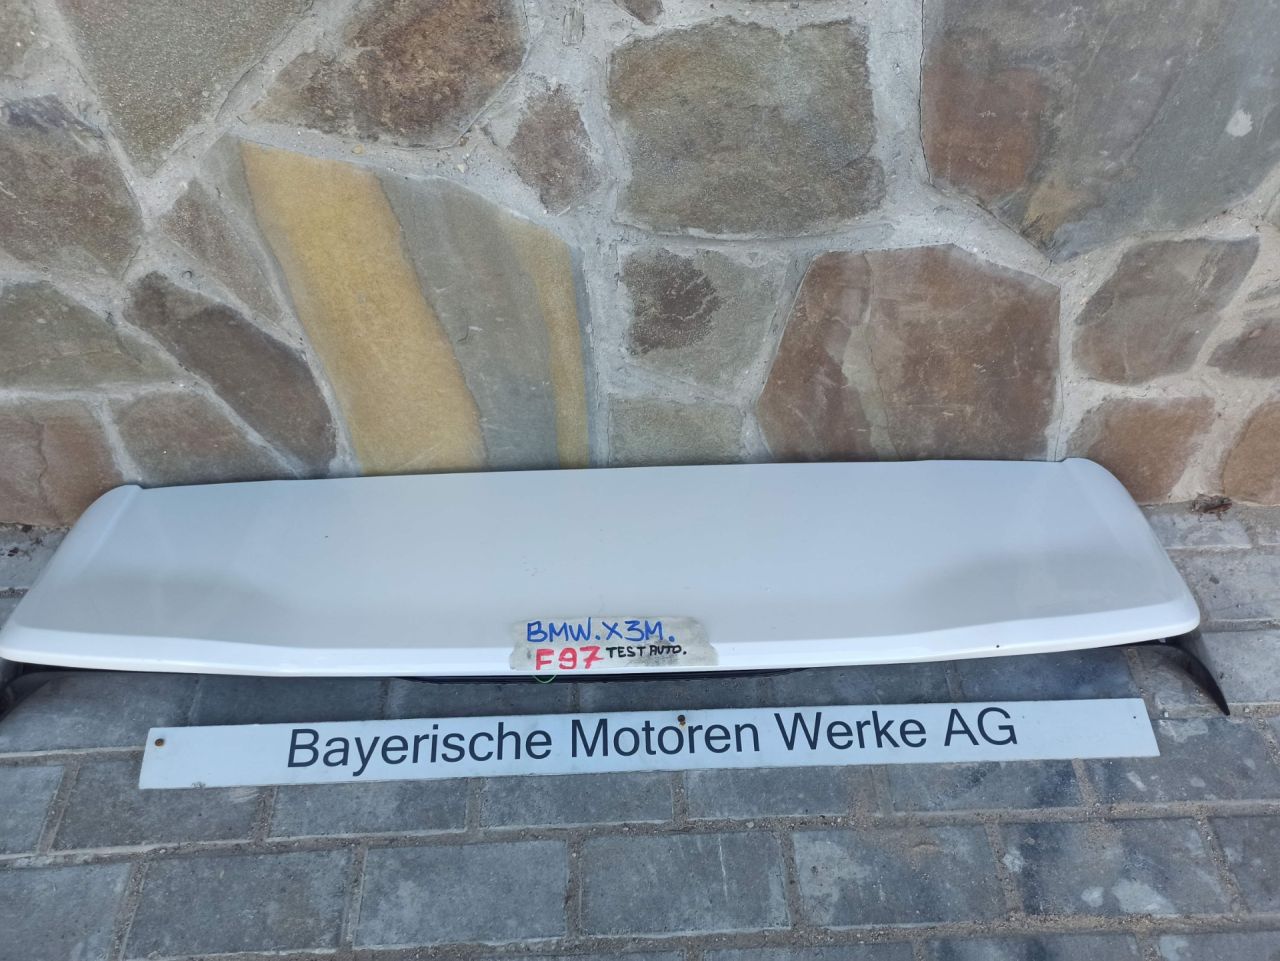 BMW. X3M.
F97 TEST AUTO.
Bayerische Motoren Werke AG